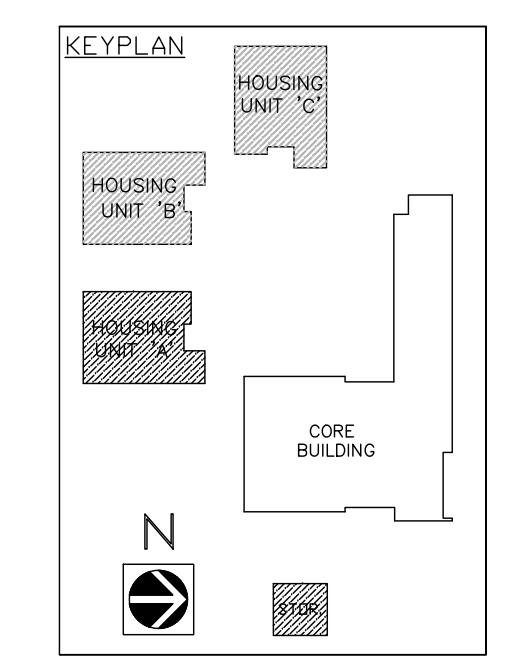 KEYPLAN
HOUSING
UNIT 'C'
HOUSING
UNIT 'B'
HOUSING
UNIT 'A'
CORE
BUILDING
N
STOR.